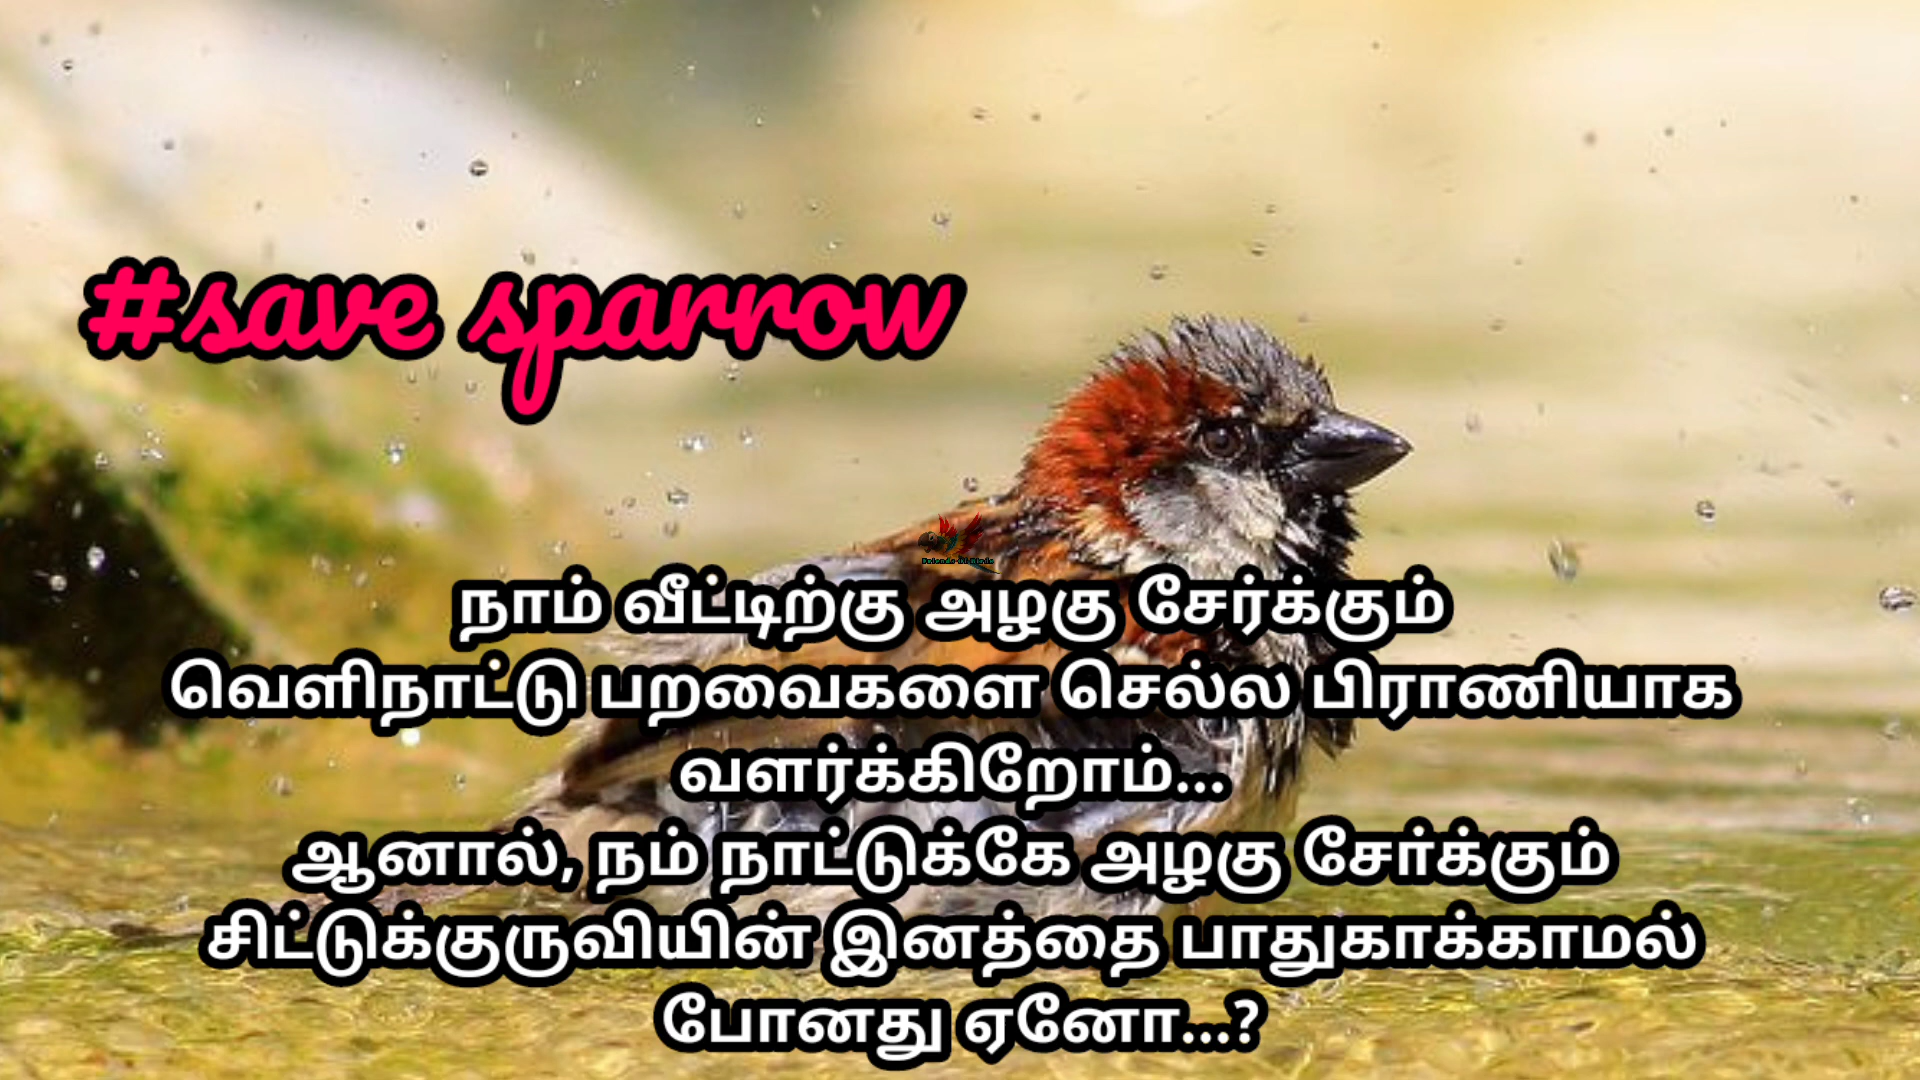 #save sparrow
நாம் வீட்டிற்கு அழகு சேர்க்கும்
வெளிநாட்டு பறவைகளை செல்ல பிராணியாக
வளர்க்கிறோம்...
ஆனால், நம் நாட்டுக்கே அழகு சேர்க்கும்
சிட்டுக்குருவியின் இனத்தை பாதுகாக்காமல்
போனது ஏனோ...?